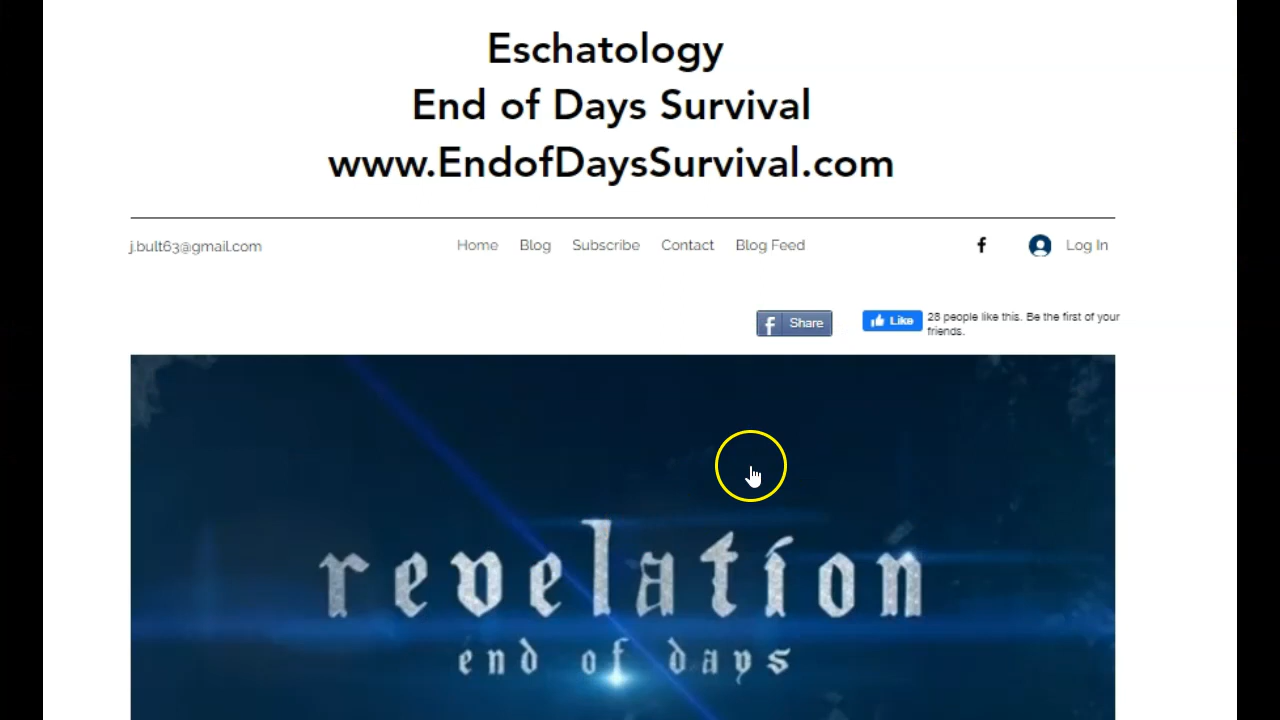 Eschatology
End of Days Survival
www.EndofDaysSurvival.com
j.bult63@gmail.com Home Blog Subscribe Contact Blog Feed f Log In
f Share Like 28 people like this. Be the first of your
friends.
revelation
end of days